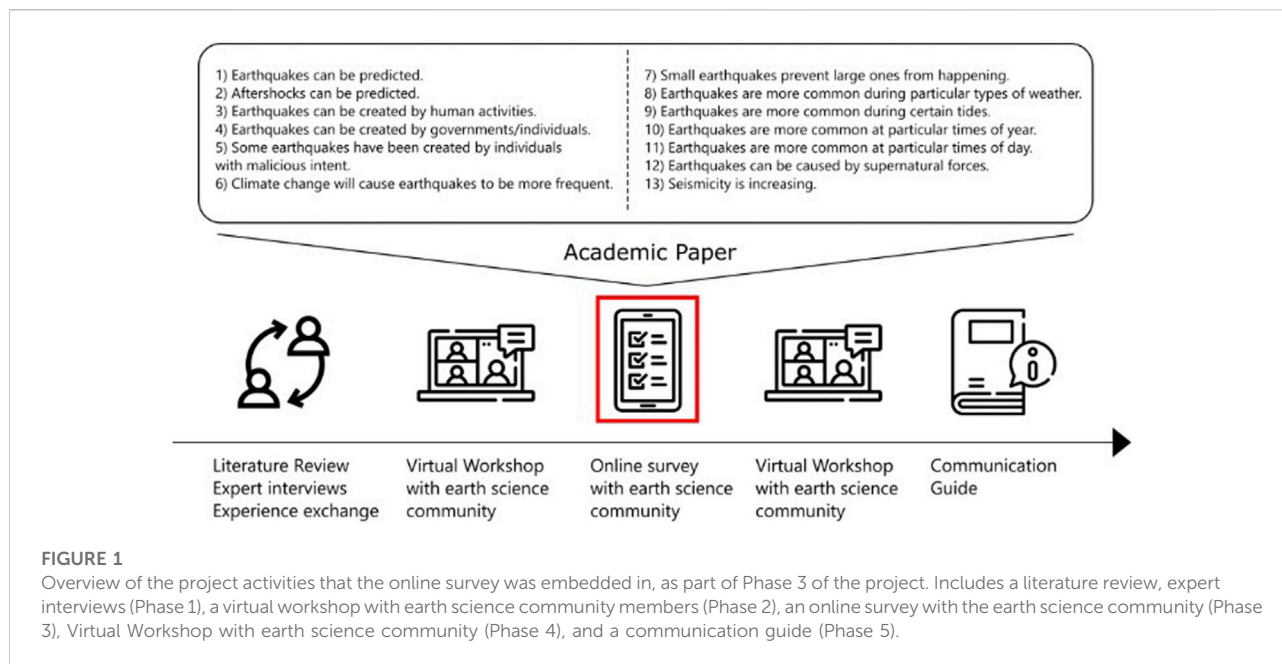 1) Earthquakes can be predicted.
2) Aftershocks can be predicted.
3) Earthquakes can be created by human activities.
4) Earthquakes can be created by governments/individuals.
5) Some earthquakes have been created by individuals
with malicious intent.
6) Climate change will cause earthquakes to be more frequent.
7) Small earthquakes prevent large ones from happening.
8) Earthquakes are more common during particular types of weather.
9) Earthquakes are more common during certain tides.
10) Earthquakes are more common at particular times of year.
11) Earthquakes are more common at particular times of day.
12) Earthquakes can be caused by supernatural forces.
13) Seismicity is increasing.
Academic Paper
Literature Review
Expert interviews
Experience exchange
Virtual Workshop
with earth science
community
Online survey
with earth science
community
Virtual Workshop
with earth science
community
Communication
Guide
FIGURE 1
Overview of the project activities that the online survey was embedded in, as part of Phase 3 of the project. Includes a literature review, expert
interviews (Phase 1), a virtual workshop with earth science community members (Phase 2), an online survey with the earth science community (Phase
3), Virtual Workshop with earth science community (Phase 4), and a communication guide (Phase 5).